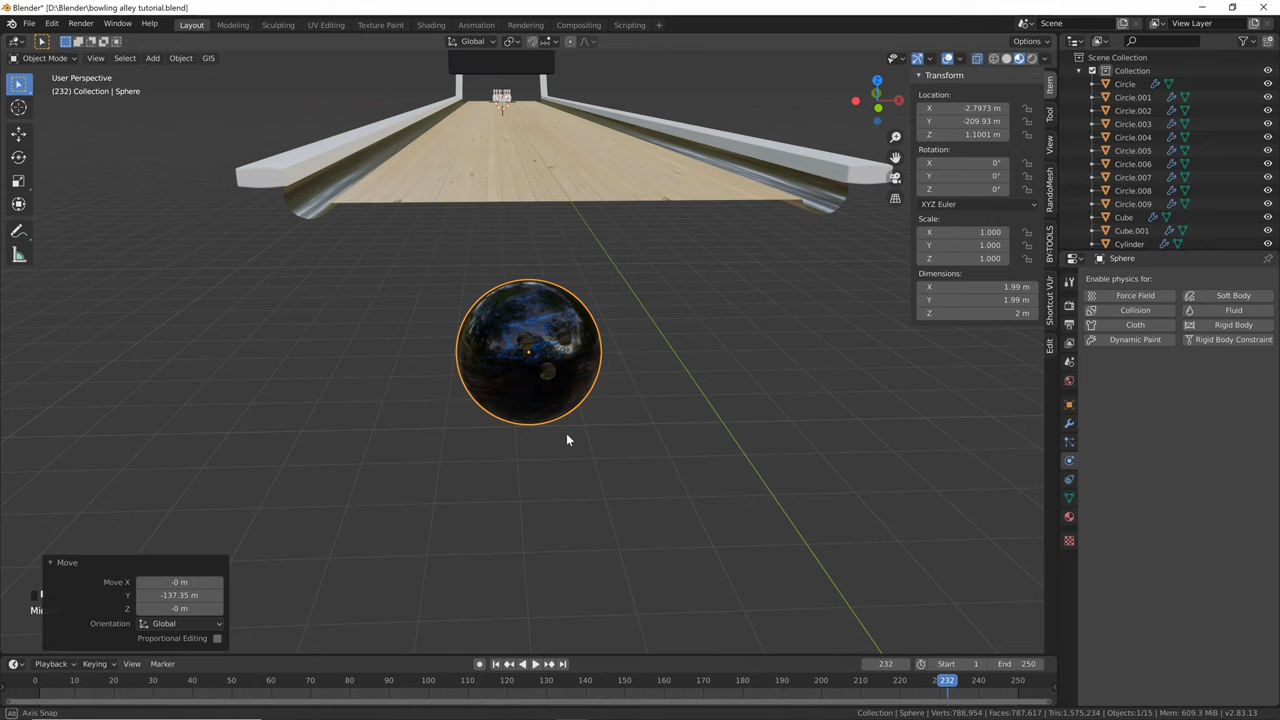 Blender* [D:\Blender\bowling alley tutorial.blend]
File Edit Render Window Help Layout Modeling Sculpting UV Editing Texture Paint Shading Animation Rendering Compositing Scripting Scene View Layer
Global Options
Object Mode View Select Add Object GIS
User Perspective
(232) Collection | Sphere
Transform
Location:
X -2.7973 m
Y -209.93 m
Z 1.1001 m
Rotation:
X 0°
Y 0°
Z 0°
XYZ Euler
Scale:
X 1.000
Y 1.000
Z 1.000
Dimensions:
X 1.99 m
Y 1.99 m
Z 2 m
Item
Tool
View
RandoMesh
BY-TOOLS
Shortcut VUr
Edit
Scene Collection
Collection
Circle
Circle.001
Circle.002
Circle.003
Circle.004
Circle.005
Circle.006
Circle.007
Circle.008
Circle.009
Cube
Cube.001
Cylinder
Sphere
Enable physics for:
Force Field Soft Body
Collision Fluid
Cloth Rigid Body
Dynamic Paint Rigid Body Constraint
Move
Move X -0 m
Y -137.35 m
Z -0 m
Orientation Global
Proportional Editing
Playback Keying View Marker 232 Start 1 End 250
0 10 20 30 40 50 60 70 80 90 100 110 120 130 140 150 160 170 180 190 200 210 220 232 240 250
Axis Snap
Collection | Sphere | Verts:788,954 | Faces:787,617 | Tris:1,575,234 | Objects:1/15 | Mem: 609.3 MiB | v2.83.13